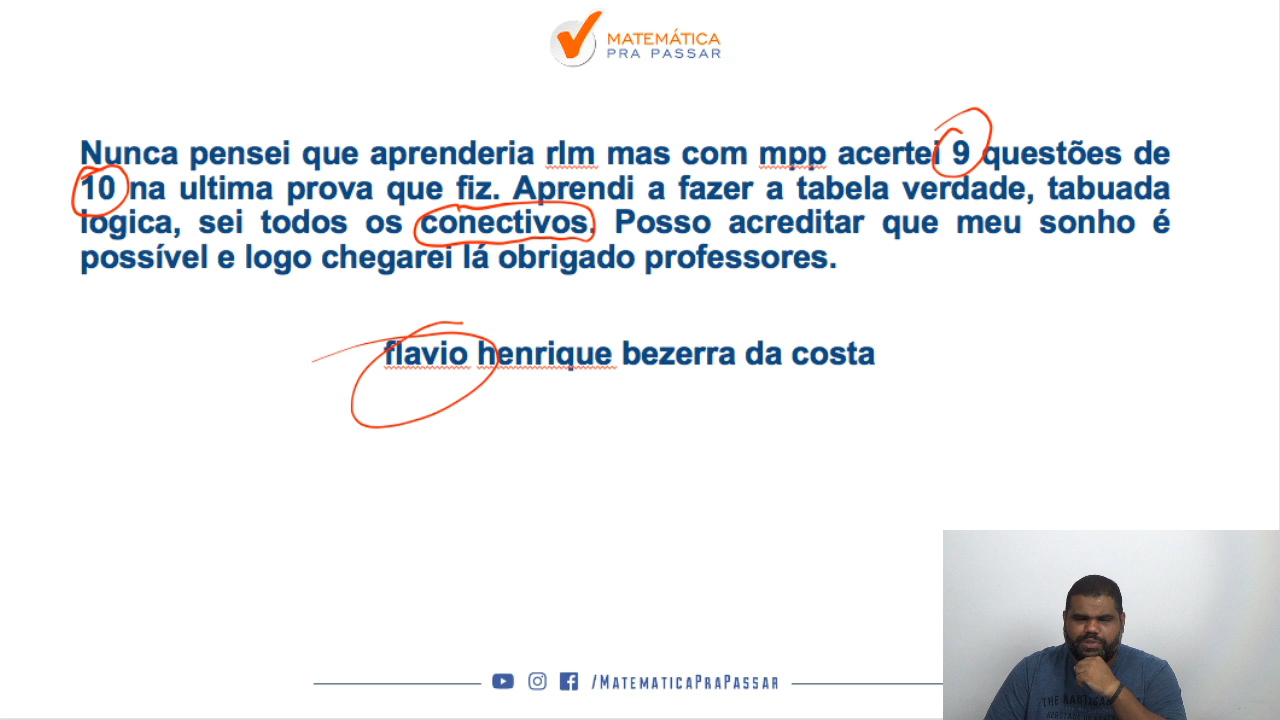 MATEMÁTICA
PRA PASSAR
Nunca pensei que aprenderia rlm mas com mpp acertei 9 questões de
10 na ultima prova que fiz. Aprendi a fazer a tabela verdade, tabuada
logica, sei todos os conectivos. Posso acreditar que meu sonho é
possível e logo chegarei lá obrigado professores.
flavio henrique bezerra da costa
/MATEMATICAPRAPASSAR
THE NAUTICAL